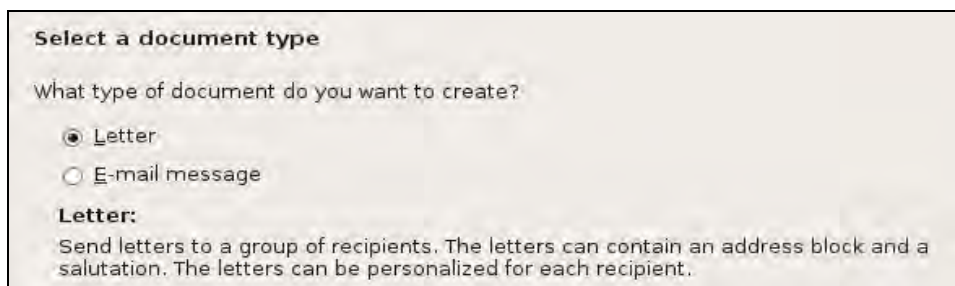 Select a document type
What type of document do you want to create?
Letter
E-mail message
Letter:
Send letters to a group of recipients. The letters can contain an address block and a
salutation. The letters can be personalized for each recipient.